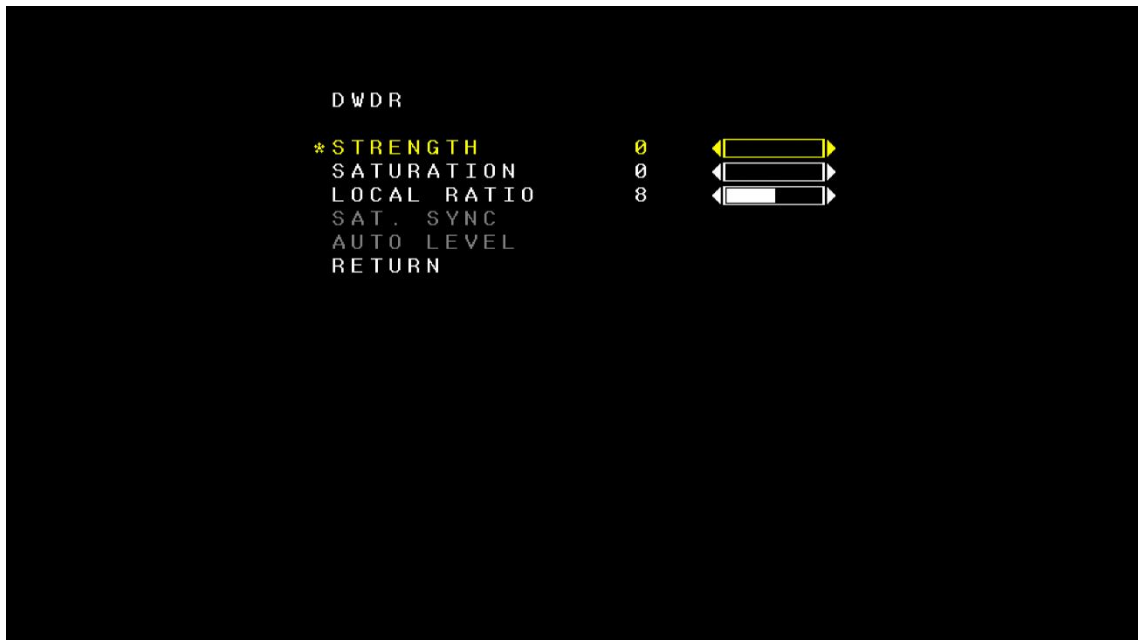 DWDR
*STRENGTH 0
SATURATION 0
LOCAL RATIO 8
SAT. SYNC
AUTO LEVEL
RETURN